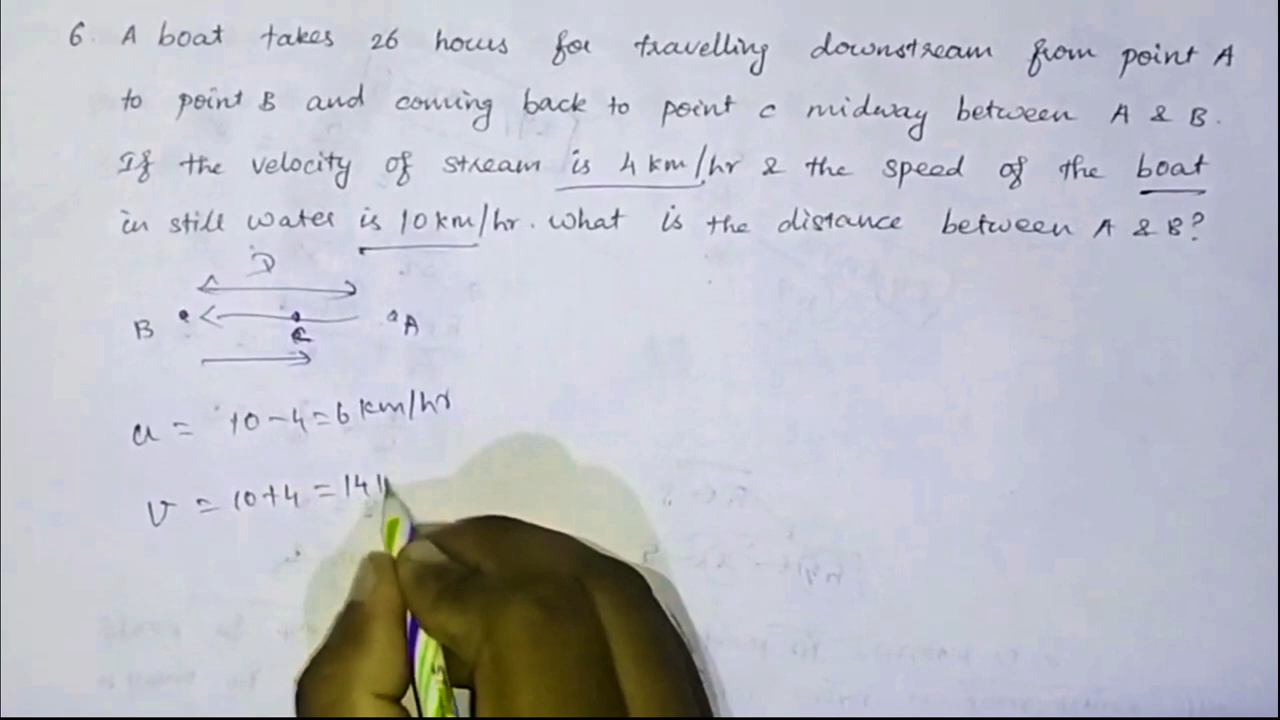 6. A boat takes 26 hours for travelling downstream from point A
to point B and coming back to point c midway between A & B.
If the velocity of stream is 4 km/hr & the speed of the boat
in still water is 10 km/hr. what is the distance between A & B?
D
B A
C
u = 10-4=6 km/hr
v = 10+4 = 14